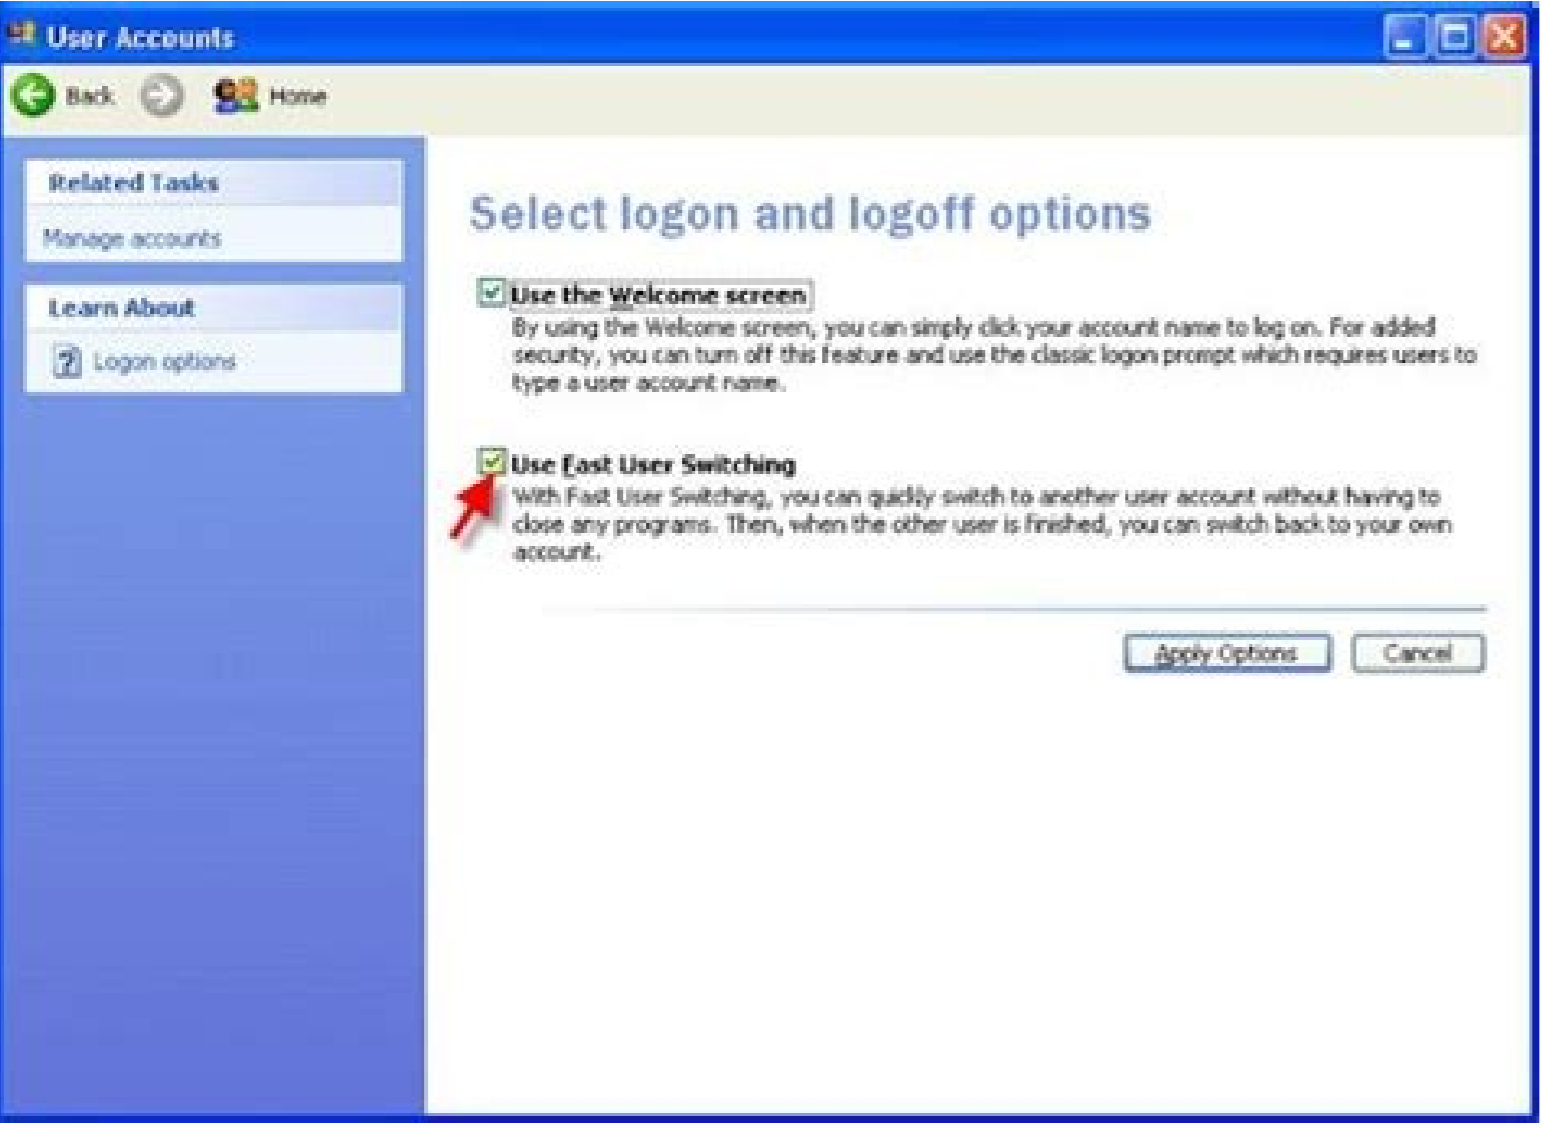 User Accounts
Back
Home
Related Tasks
Manage accounts
Learn About
? Logon options
Select logon and logoff options
Use the Welcome screen
By using the Welcome screen, you can simply click your account name to log on. For added
security, you can turn off this feature and use the classic logon prompt which requires users to
type a user account name.
Use Fast User Switching
With Fast User Switching, you can quickly switch to another user account without having to
close any programs. Then, when the other user is finished, you can switch back to your own
account.
Apply Options
Cancel